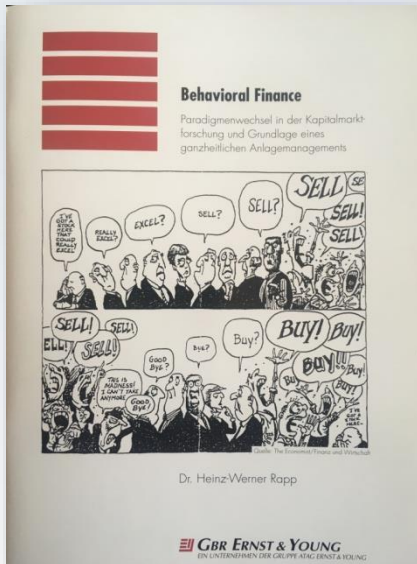 Behavioral Finance
Paradigmenwechsel in der Kapitalmarkt-
forschung und Grundlage eines
ganzheitlichen Anlagemanagements
I'VE
GOT A
STOCK
HERE
THAT
COULD
REALLY
EXCEL
REALLY
EXCEL?
EXCEL?
SELL?
SELL?
SELL
SE
SELL!
SELL!
SELL!
SELL!
ELL!
SELL!
THIS IS
MADNESS!
I CAN'T TAKE
ANYMORE
GOOD
BYE!
GOOD
BYE?
BYE?
Buy?
BUY!
BUY!
BUY!!
BUY!
Quelle: The Economist/Finanz und Wirtschaft
Dr. Heinz-Werner Rapp
GBR ERNST & YOUNG
EIN UNTERNEHMEN DER GRUPPE ATAG ERNST & YOUNG